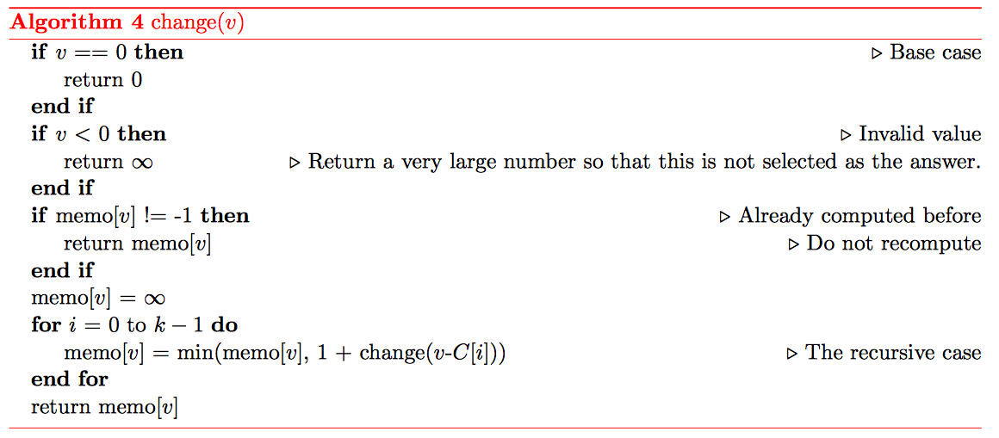 Algorithm 4 change(v)
if v == 0 then ▷ Base case
return 0
end if
if v < 0 then ▷ Invalid value
return ∞ ▷ Return a very large number so that this is not selected as the answer.
end if
if memo[v] != -1 then ▷ Already computed before
return memo[v] ▷ Do not recompute
end if
memo[v] = ∞
for i = 0 to k − 1 do
memo[v] = min(memo[v], 1 + change(v-C[i])) ▷ The recursive case
end for
return memo[v]